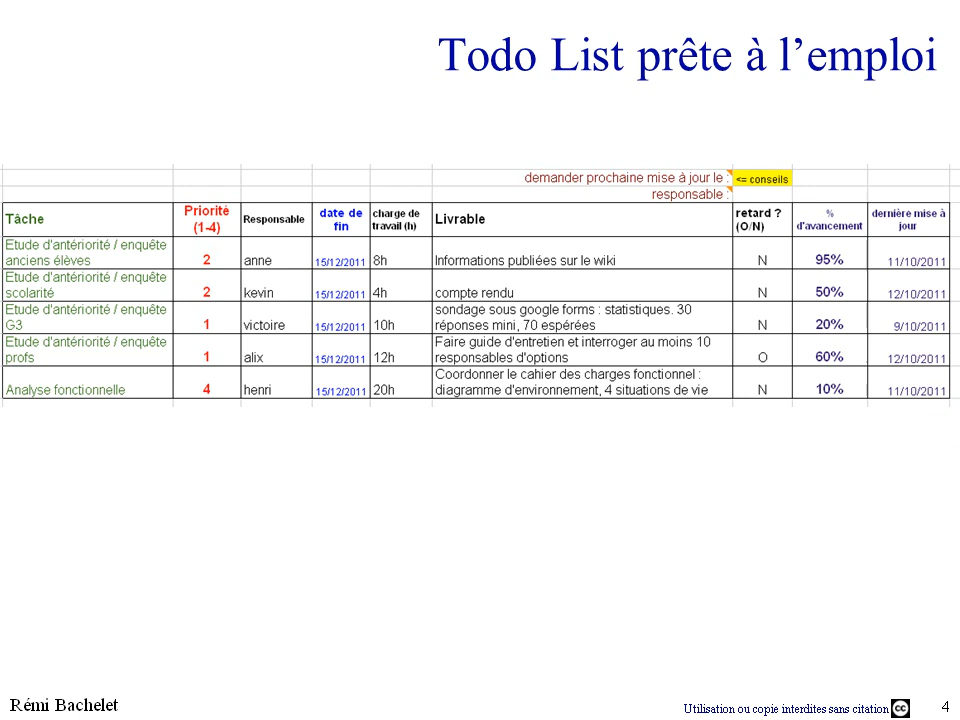 Todo List prête à l’emploi
demander prochaine mise à jour le : <= conseils
responsable :
Tâche Priorité (1-4) Responsable date de fin charge de travail (h) Livrable retard ? (O/N) % d'avancement dernière mise à jour
Etude d'antériorité / enquête anciens élèves 2 anne 15/12/2011 8h Informations publiées sur le wiki N 95% 11/10/2011
Etude d'antériorité / enquête scolarité 2 kevin 15/12/2011 4h compte rendu N 50% 12/10/2011
Etude d'antériorité / enquête G3 1 victoire 15/12/2011 10h sondage sous google forms : statistiques. 30 réponses mini, 70 espérées N 20% 9/10/2011
Etude d'antériorité / enquête profs 1 alix 15/12/2011 12h Faire guide d'entretien et interroger au moins 10 responsables d'options O 60% 12/10/2011
Analyse fonctionnelle 4 henri 15/12/2011 20h Coordonner le cahier des charges fonctionnel : diagramme d'environnement, 4 situations de vie N 10% 11/10/2011
Rémi Bachelet Utilisation ou copie interdites sans citation cc 4